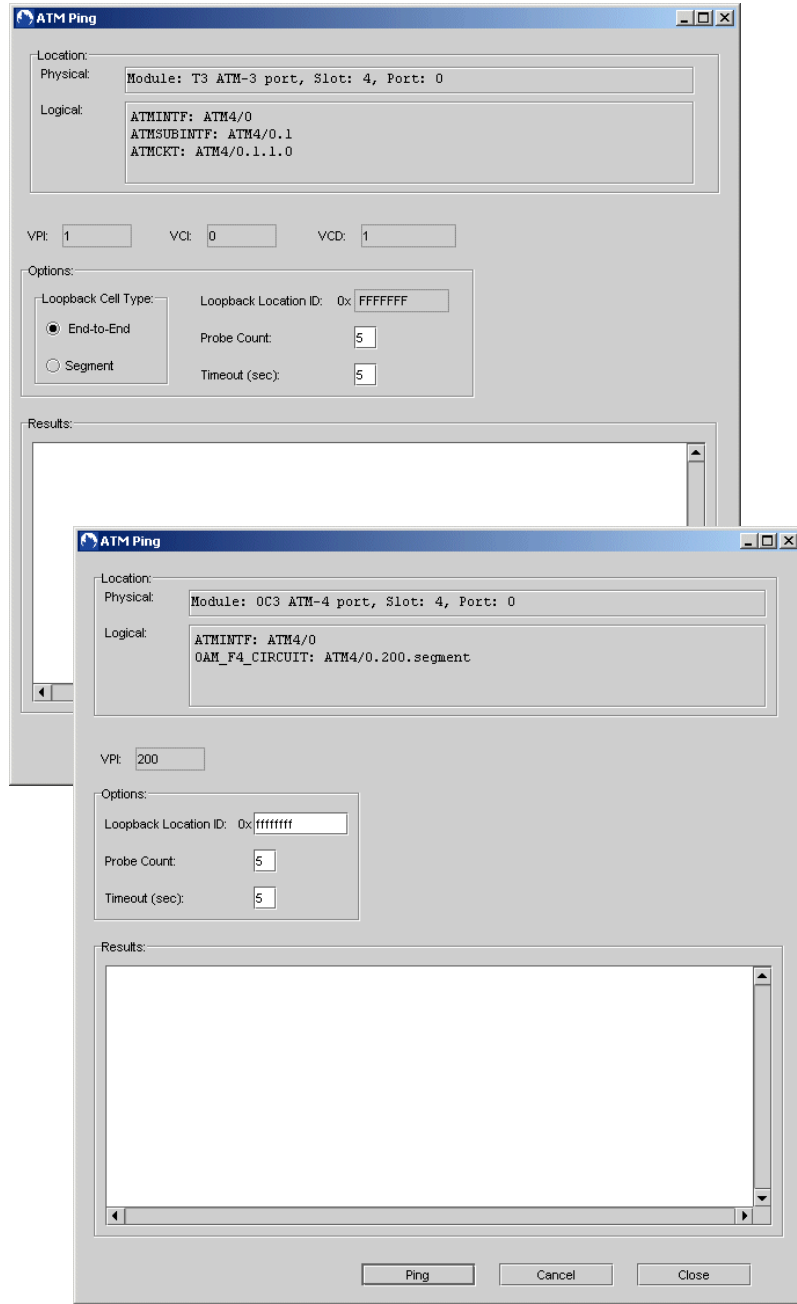 ATM Ping
Location:
Physical: Module: T3 ATM-3 port, Slot: 4, Port: 0
Logical: ATMINTF: ATM4/0
ATMSUBINTF: ATM4/0.1
ATMCKT: ATM4/0.1.1.0
VPI: 1 VCI: 0 VCD: 1
Options:
Loopback Cell Type: Loopback Location ID: 0x FFFFFFF
End-to-End
Probe Count: 5
Segment
Timeout (sec): 5
Results:
ATM Ping
Location:
Physical: Module: OC3 ATM-4 port, Slot: 4, Port: 0
Logical: ATMINTF: ATM4/0
OAM_F4_CIRCUIT: ATM4/0.200.segment
VPI: 200
Options:
Loopback Location ID: 0x ffffffff
Probe Count: 5
Timeout (sec): 5
Results:
Ping Cancel Close